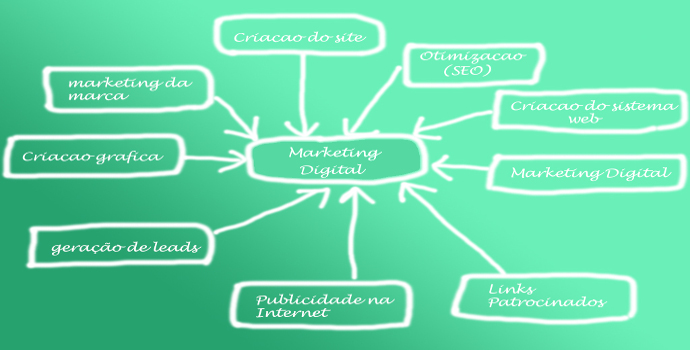 Criacao do site
Otimizacao
(SEO)
marketing da
marca
Criacao do sistema
web
Criacao grafica
Marketing
Digital
Marketing Digital
geração de leads
Publicidade na
Internet
Links
Patrocinados